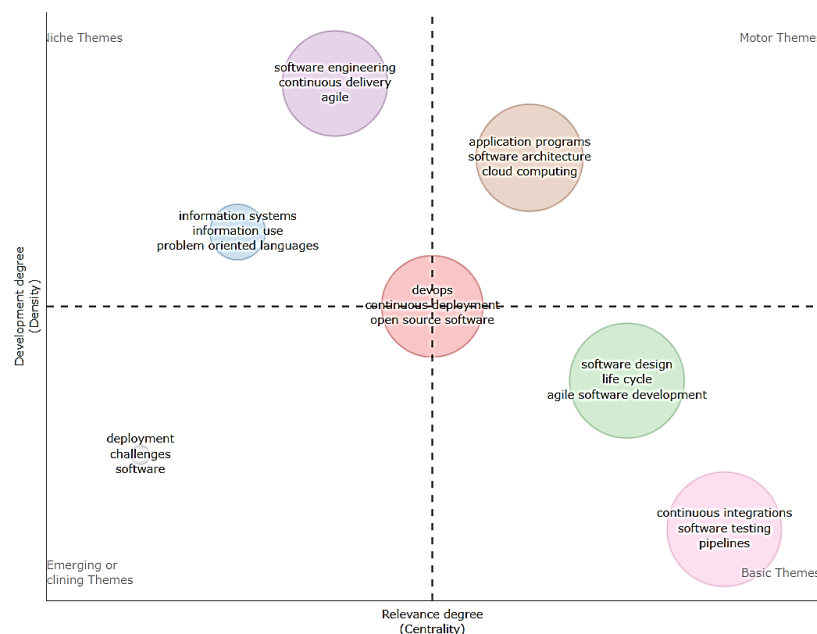 Niche Themes
Motor Themes
software engineering
continuous delivery
agile
application programs
software architecture
cloud computing
information systems
information use
problem oriented languages
devops
continuous deployment
open source software
software design
life cycle
agile software development
deployment
challenges
software
continuous integrations
software testing
pipelines
Emerging or
clining Themes
Basic Themes
Development degree
(Density)
Relevance degree
(Centrality)